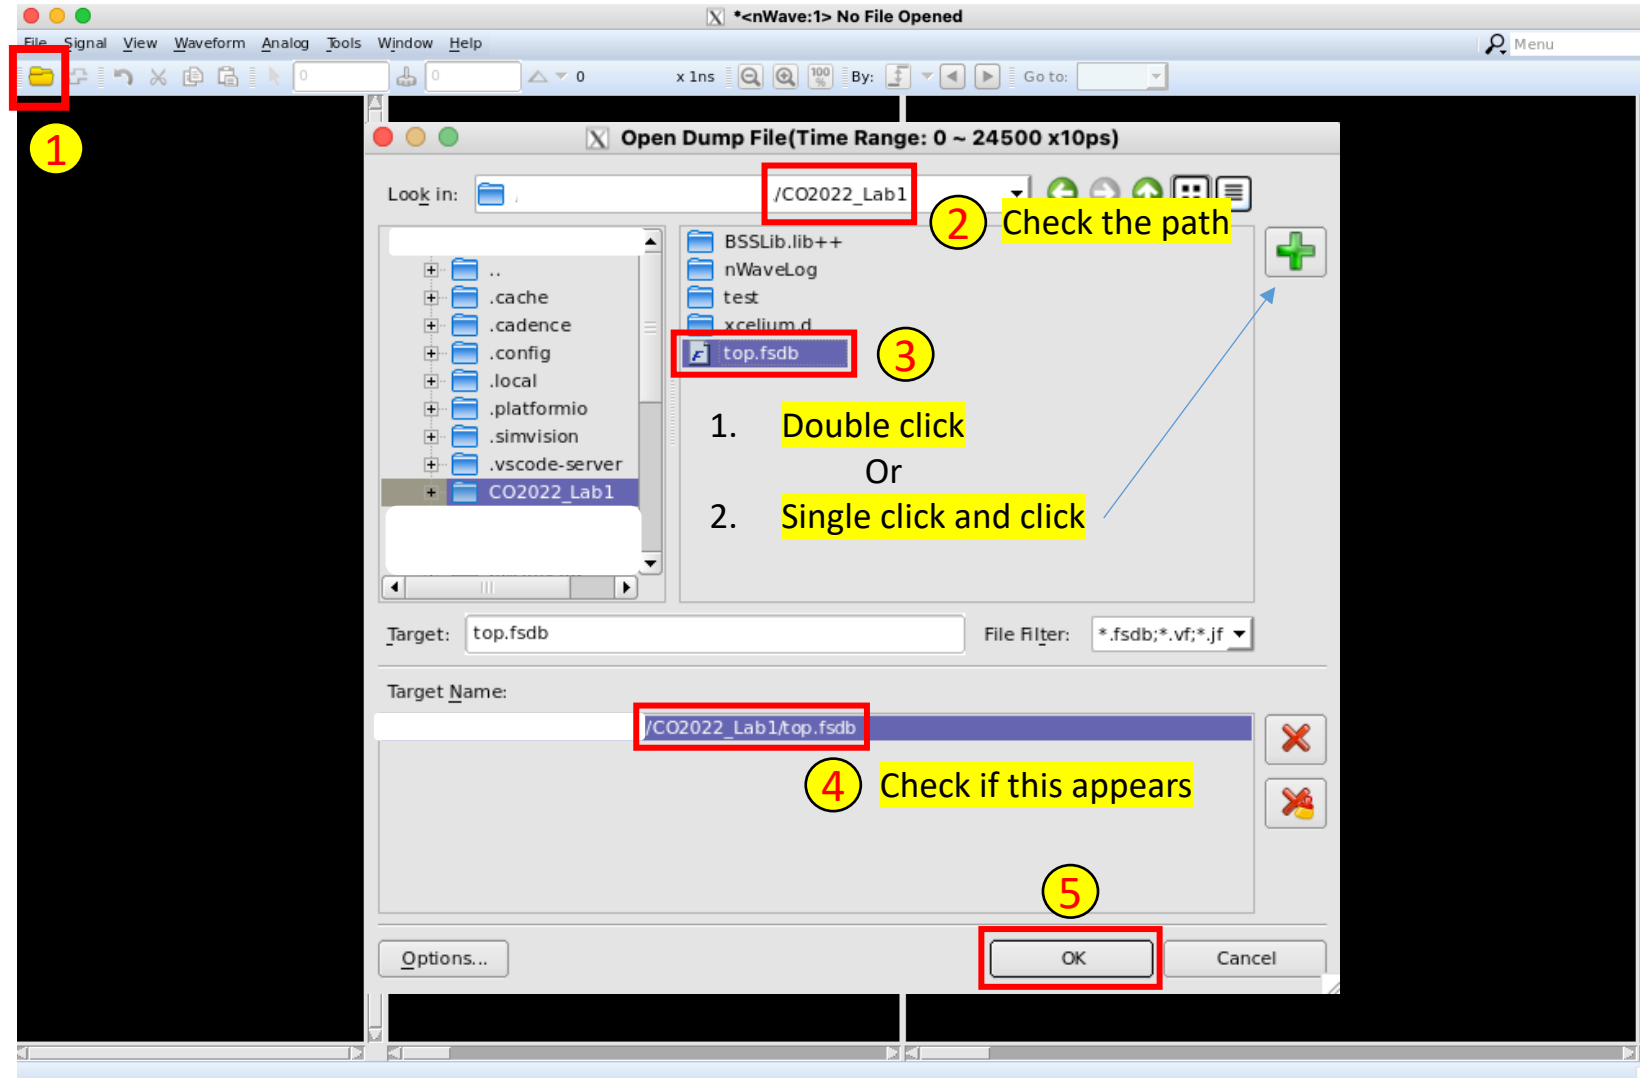 *<nWave:1> No File Opened
File Signal View Waveform Analog Tools Window Help
Menu
0 0 0 x 1ns 100 % By: Go to:
1
Open Dump File(Time Range: 0 ~ 24500 x10ps)
Look in: /CO2022_Lab1
2 Check the path
BSSLib.lib++
nWaveLog
test
xcelium.d
top.fsdb
3
..
.cache
.cadence
.config
.local
.platformio
.simvision
.vscode-server
CO2022_Lab1
1. Double click
Or
2. Single click and click
Target: top.fsdb
File Filter: *.fsdb;*.vf;*.jf
Target Name:
/CO2022_Lab1/top.fsdb
4 Check if this appears
5
Options...
OK
Cancel